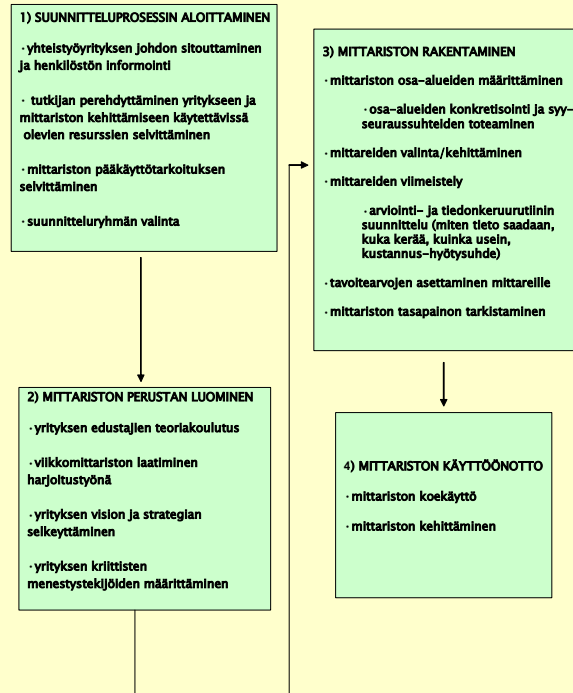 1) SUUNNITTELUPROSESSIN ALOITTAMINEN
· yhteistyöyrityksen johdon sitouttaminen
ja henkilöstön informointi
· tutkijan perehdyttäminen yritykseen ja
mittariston kehittämiseen käytettävissä
olevien resurssien selvittäminen
· mittariston pääkäyttötarkoituksen
selvittäminen
· suunnitteluryhmän valinta
2) MITTARISTON PERUSTAN LUOMINEN
· yrityksen edustajien teoriakoulutus
· viikkomittariston laatiminen
harjoitustyönä
· yrityksen vision ja strategian
selkeyttäminen
· yrityksen kriittisten
menestystekijöiden määrittäminen
3) MITTARISTON RAKENTAMINEN
· mittariston osa-alueiden määrittäminen
· osa-alueiden konkretisointi ja syy-
seuraussuhteiden toteaminen
· mittareiden valinta/kehittäminen
· mittareiden viimeistely
· arviointi- ja tiedonkeruurutiinin
suunnittelu (miten tieto saadaan,
kuka kerää, kuinka usein,
kustannus-hyötysuhde)
· tavoitearvojen asettaminen mittareille
· mittariston tasapainon tarkistaminen
4) MITTARISTON KÄYTTÖÖNOTTO
· mittariston koekäyttö
· mittariston kehittäminen